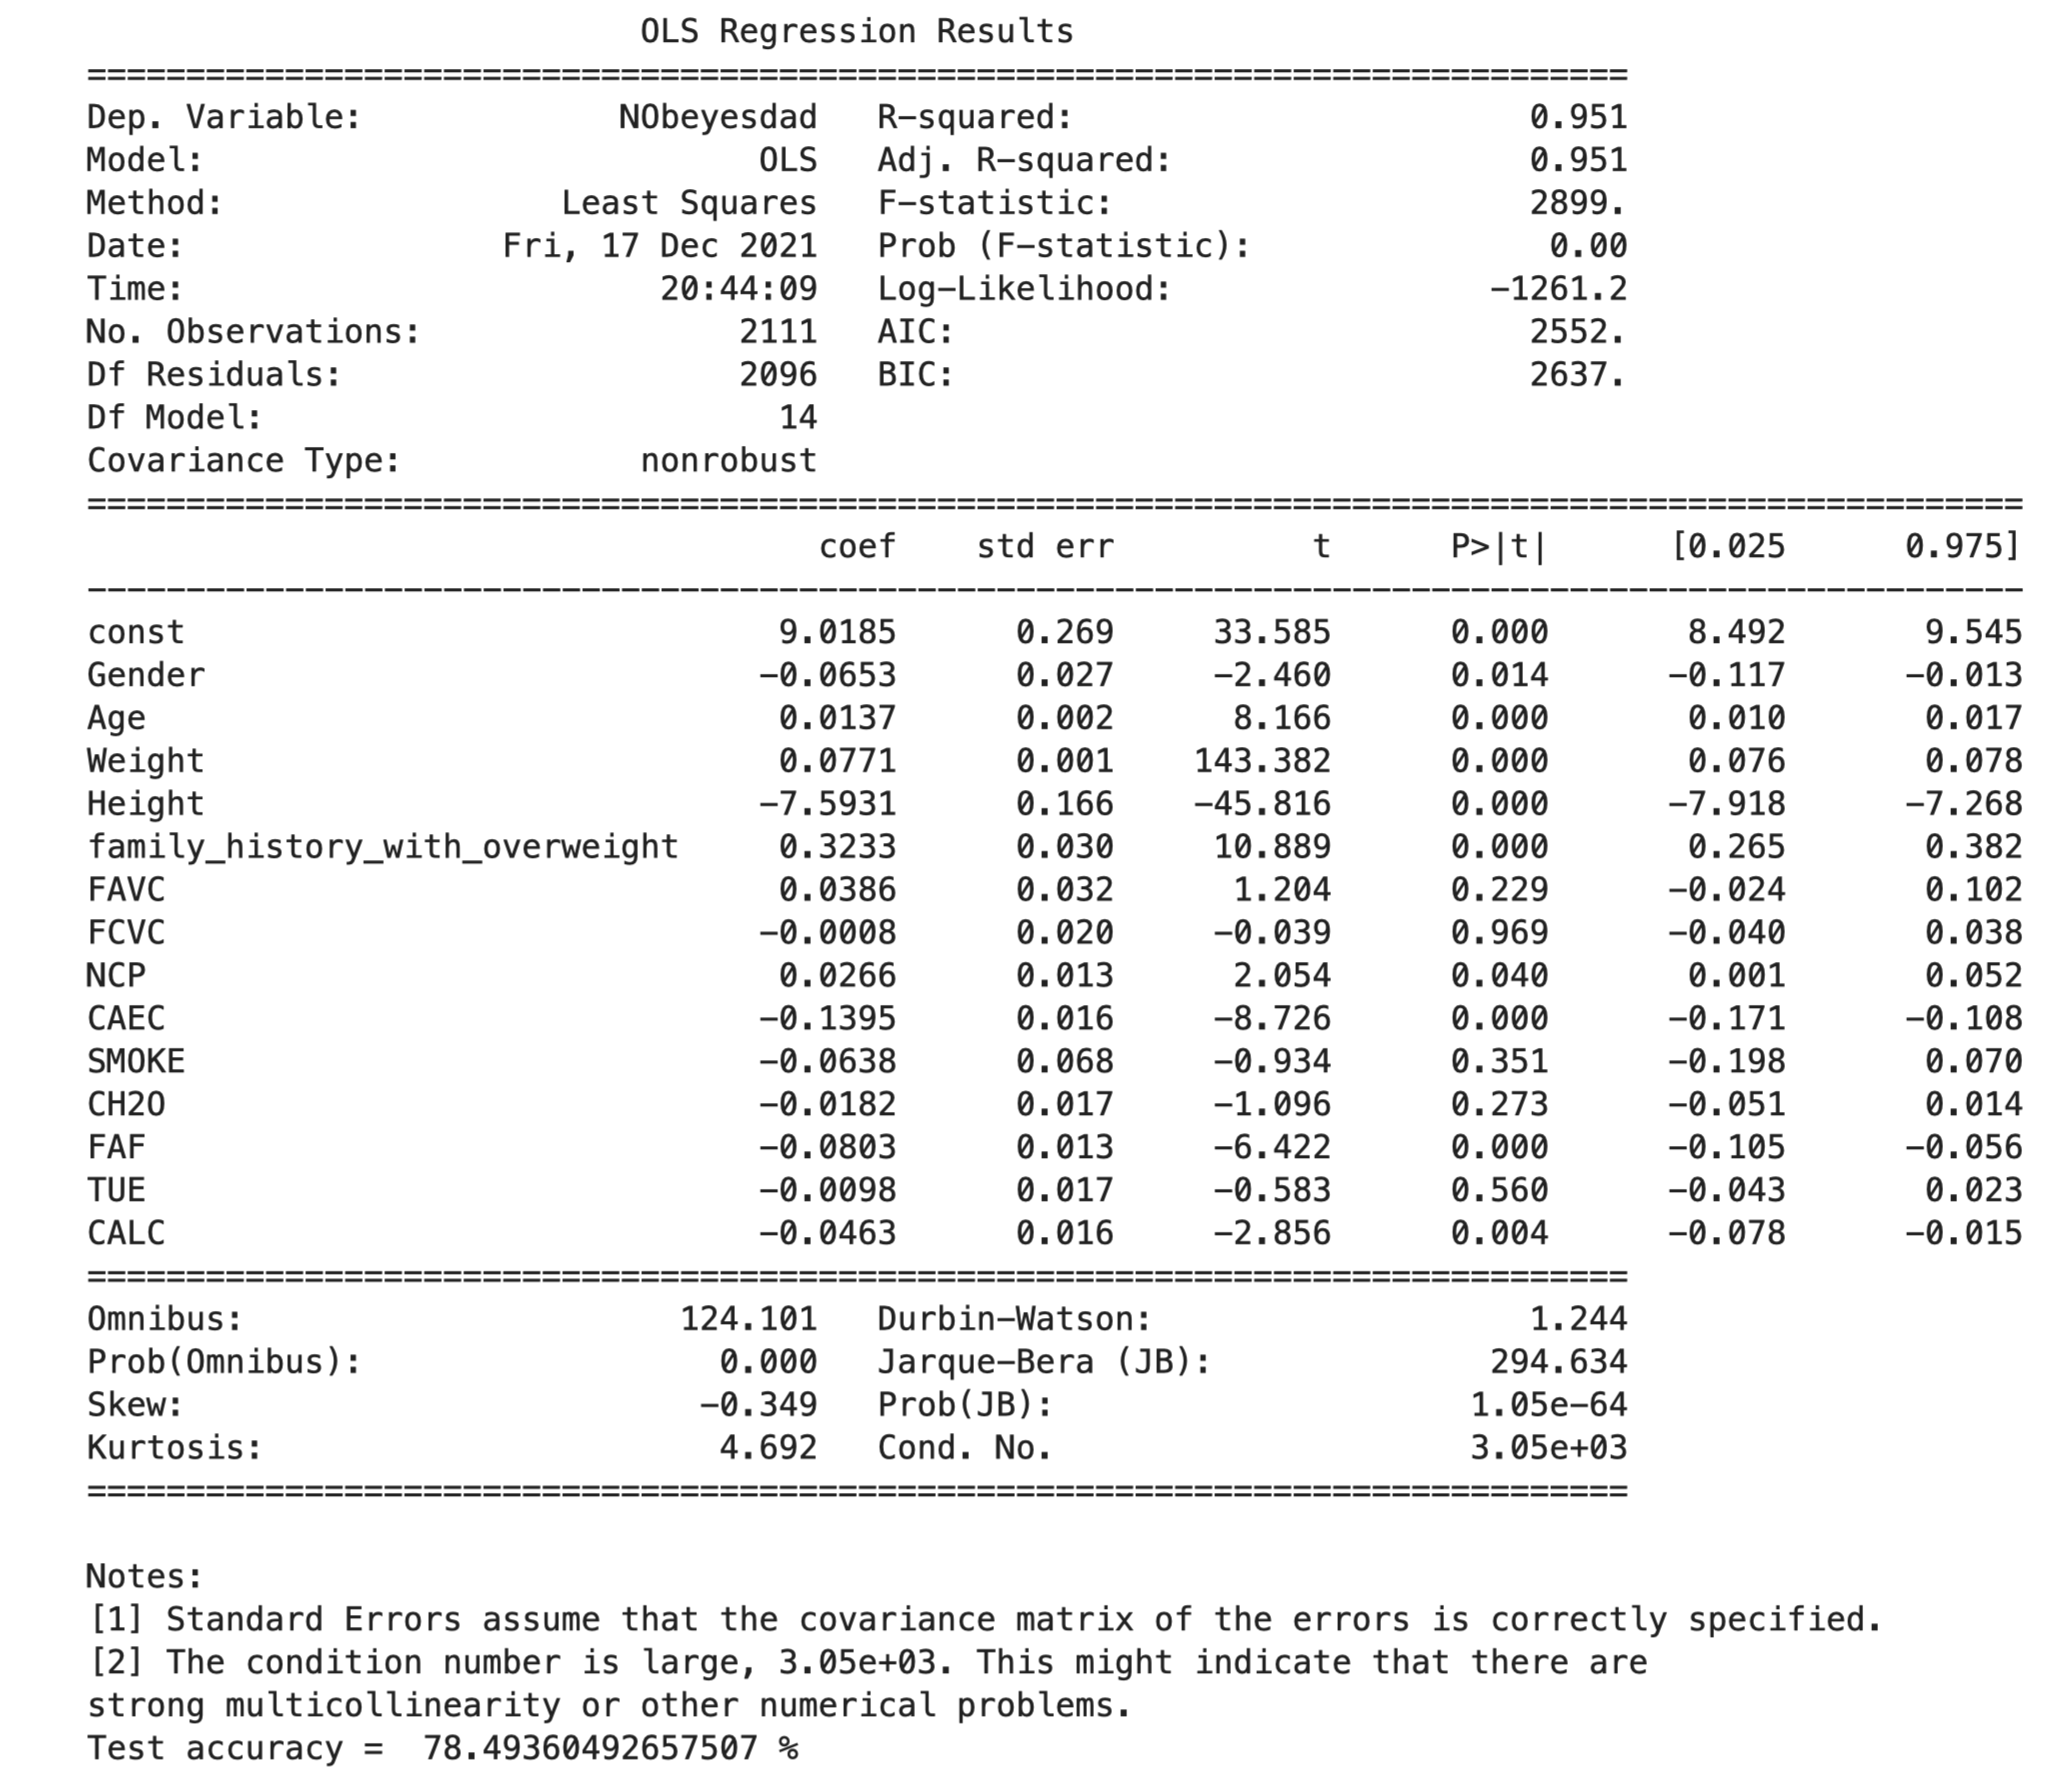 OLS Regression Results
==============================================================================
Dep. Variable:             NObeyesdad   R-squared:                       0.951
Model:                            OLS   Adj. R-squared:                  0.951
Method:                 Least Squares   F-statistic:                     2899.
Date:                Fri, 17 Dec 2021   Prob (F-statistic):               0.00
Time:                        20:44:09   Log-Likelihood:                -1261.2
No. Observations:                2111   AIC:                             2552.
Df Residuals:                    2096   BIC:                             2637.
Df Model:                          14
Covariance Type:            nonrobust
==================================================================================================
                                     coef    std err          t      P>|t|      [0.025      0.975]
--------------------------------------------------------------------------------------------------
const                              9.0185      0.269     33.585      0.000       8.492       9.545
Gender                            -0.0653      0.027     -2.460      0.014      -0.117      -0.013
Age                                0.0137      0.002      8.166      0.000       0.010       0.017
Weight                             0.0771      0.001    143.382      0.000       0.076       0.078
Height                            -7.5931      0.166    -45.816      0.000      -7.918      -7.268
family_history_with_overweight     0.3233      0.030     10.889      0.000       0.265       0.382
FAVC                               0.0386      0.032      1.204      0.229      -0.024       0.102
FCVC                              -0.0008      0.020     -0.039      0.969      -0.040       0.038
NCP                                0.0266      0.013      2.054      0.040       0.001       0.052
CAEC                              -0.1395      0.016     -8.726      0.000      -0.171      -0.108
SMOKE                             -0.0638      0.068     -0.934      0.351      -0.198       0.070
CH2O                              -0.0182      0.017     -1.096      0.273      -0.051       0.014
FAF                               -0.0803      0.013     -6.422      0.000      -0.105      -0.056
TUE                               -0.0098      0.017     -0.583      0.560      -0.043       0.023
CALC                              -0.0463      0.016     -2.856      0.004      -0.078      -0.015
==============================================================================
Omnibus:                      124.101   Durbin-Watson:                   1.244
Prob(Omnibus):                  0.000   Jarque-Bera (JB):              294.634
Skew:                          -0.349   Prob(JB):                     1.05e-64
Kurtosis:                       4.692   Cond. No.                     3.05e+03
==============================================================================
Notes:
[1] Standard Errors assume that the covariance matrix of the errors is correctly specified.
[2] The condition number is large, 3.05e+03. This might indicate that there are
strong multicollinearity or other numerical problems.
Test accuracy =  78.49360492657507 %